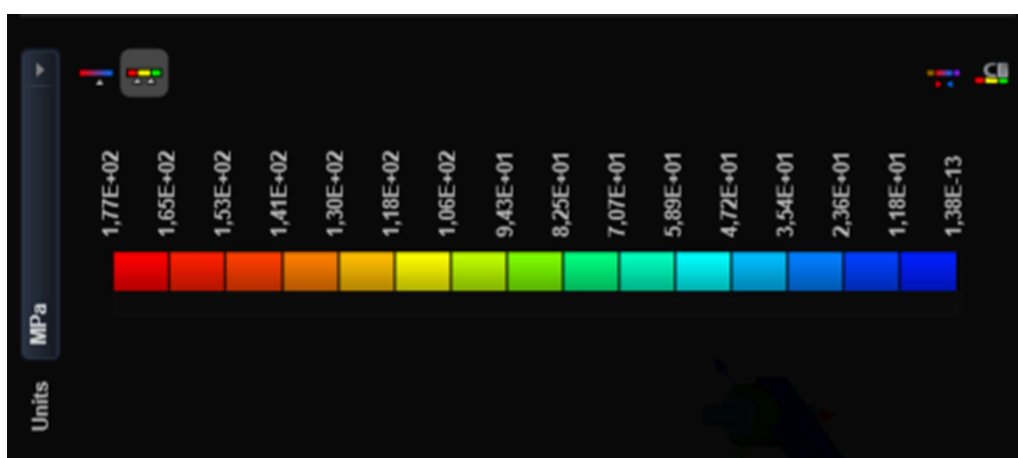 Units MPa
1,77E+02
1,65E+02
1,53E+02
1,41E+02
1,30E+02
1,18E+02
1,06E+02
9,43E+01
8,25E+01
7,07E+01
5,89E+01
4,72E+01
3,54E+01
2,36E+01
1,18E+01
1,38E-13